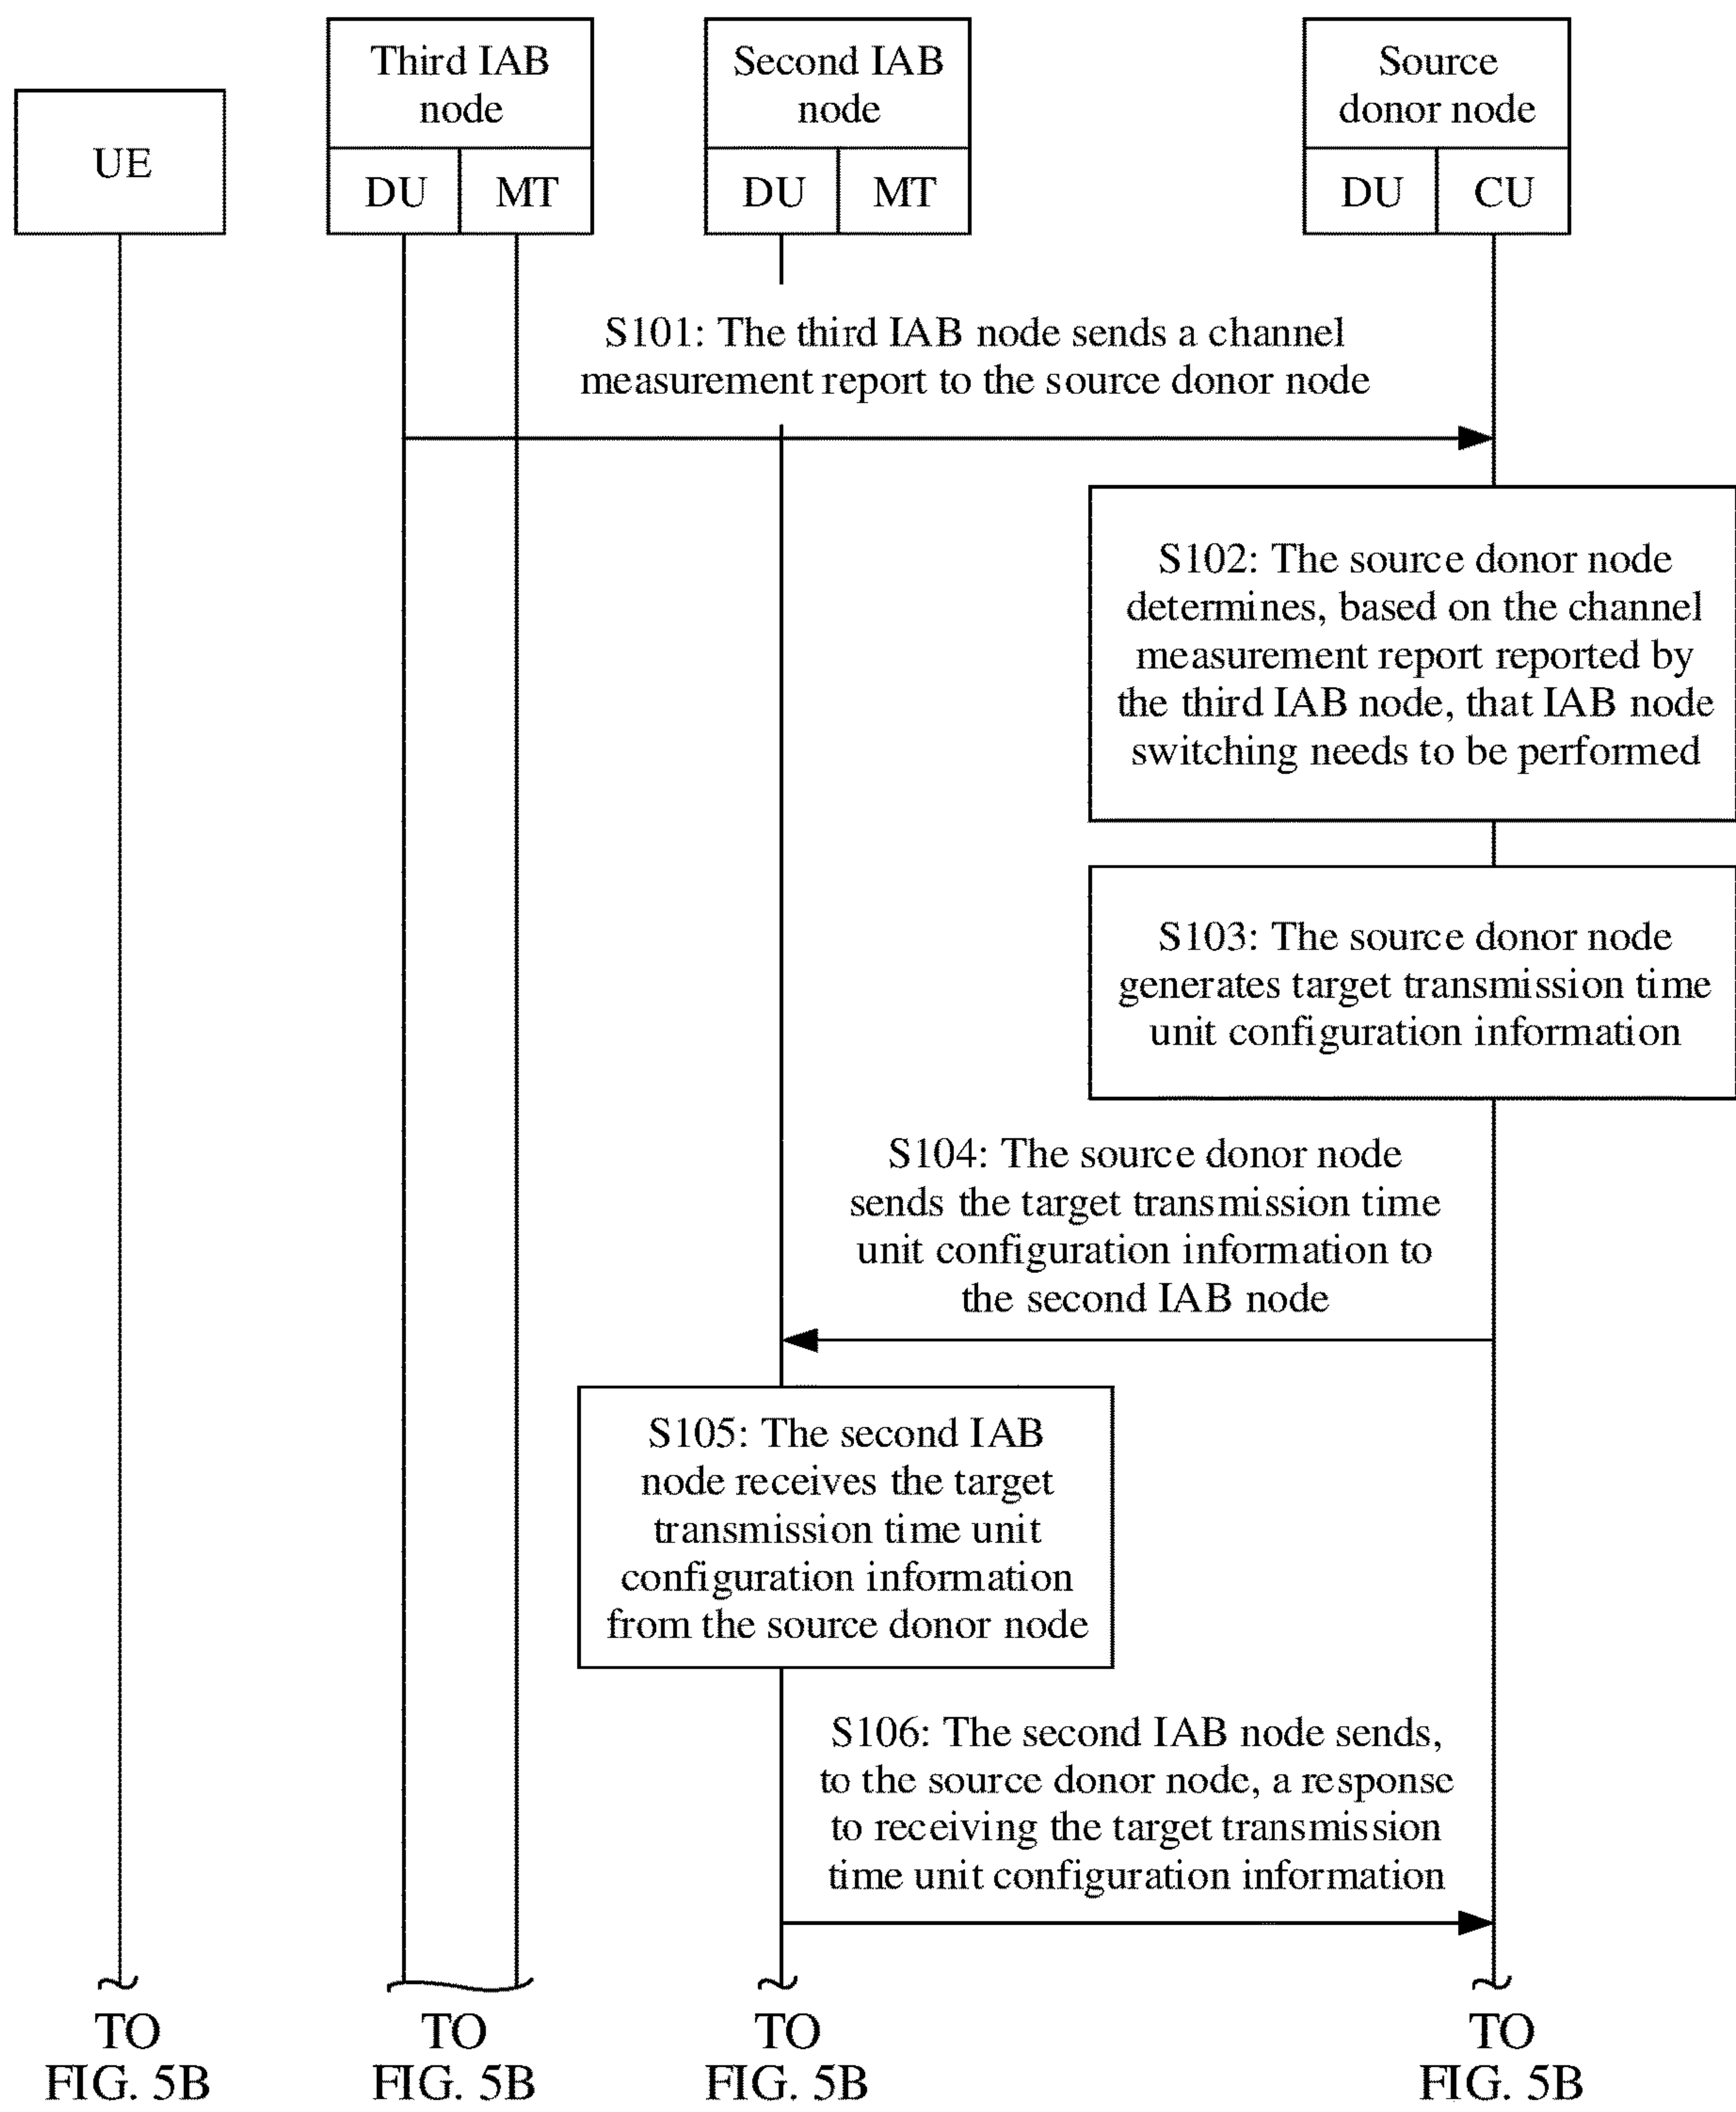 UE
Third IAB
node
DU
MT
Second IAB
node
DU
MT
Source
donor node
DU
CU
S101: The third IAB node sends a channel
measurement report to the source donor node
S102: The source donor node
determines, based on the channel
measurement report reported by
the third IAB node, that IAB node
switching needs to be performed
S103: The source donor node
generates target transmission time
unit configuration information
S104: The source donor node
sends the target transmission time
unit configuration information to
the second IAB node
S105: The second IAB
node receives the target
transmission time unit
configuration information
from the source donor node
S106: The second IAB node sends,
to the source donor node, a response
to receiving the target transmission
time unit configuration information
TO
FIG. 5B
TO
FIG. 5B
TO
FIG. 5B
TO
FIG. 5B